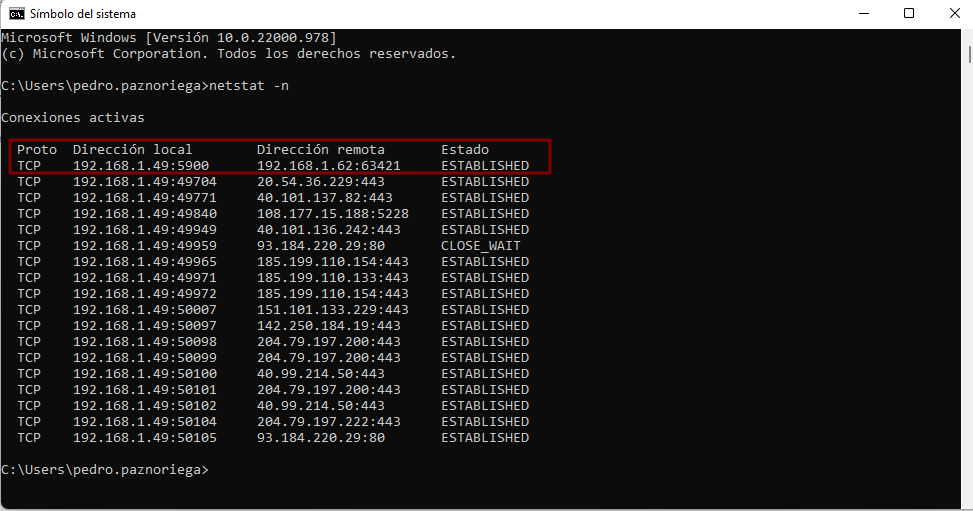 Símbolo del sistema
Microsoft Windows [Versión 10.0.22000.978]
(c) Microsoft Corporation. Todos los derechos reservados.
C:\Users\pedro.paznoriega>netstat -n
Conexiones activas
Proto  Dirección local        Dirección remota       Estado
TCP    192.168.1.49:5900      192.168.1.62:63421     ESTABLISHED
TCP    192.168.1.49:49704     20.54.36.229:443       ESTABLISHED
TCP    192.168.1.49:49771     40.101.137.82:443      ESTABLISHED
TCP    192.168.1.49:49840     108.177.15.188:5228    ESTABLISHED
TCP    192.168.1.49:49949     40.101.136.242:443     ESTABLISHED
TCP    192.168.1.49:49959     93.184.220.29:80       CLOSE_WAIT
TCP    192.168.1.49:49965     185.199.110.154:443    ESTABLISHED
TCP    192.168.1.49:49971     185.199.110.133:443    ESTABLISHED
TCP    192.168.1.49:49972     185.199.110.154:443    ESTABLISHED
TCP    192.168.1.49:50007     151.101.133.229:443    ESTABLISHED
TCP    192.168.1.49:50097     142.250.184.19:443     ESTABLISHED
TCP    192.168.1.49:50098     204.79.197.200:443     ESTABLISHED
TCP    192.168.1.49:50099     204.79.197.200:443     ESTABLISHED
TCP    192.168.1.49:50100     40.99.214.50:443       ESTABLISHED
TCP    192.168.1.49:50101     204.79.197.200:443     ESTABLISHED
TCP    192.168.1.49:50102     40.99.214.50:443       ESTABLISHED
TCP    192.168.1.49:50104     204.79.197.222:443     ESTABLISHED
TCP    192.168.1.49:50105     93.184.220.29:80       ESTABLISHED
C:\Users\pedro.paznoriega>